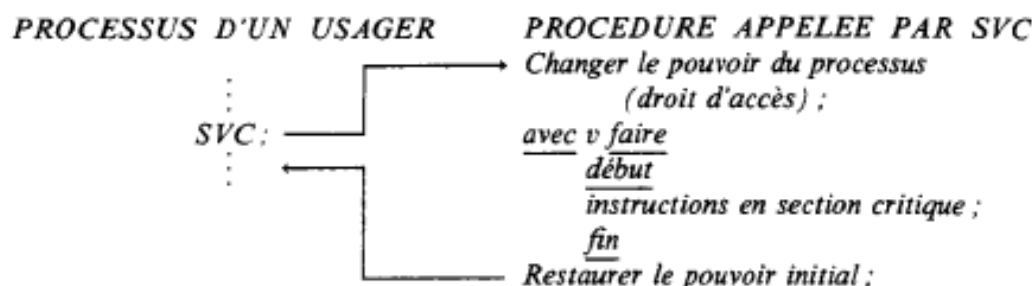 PROCESSUS D'UN USAGER PROCEDURE APPELEE PAR SVC
Changer le pouvoir du processus
(droit d'accès) ;
SVC ; avec v faire
début
instructions en section critique ;
fin
Restaurer le pouvoir initial ;